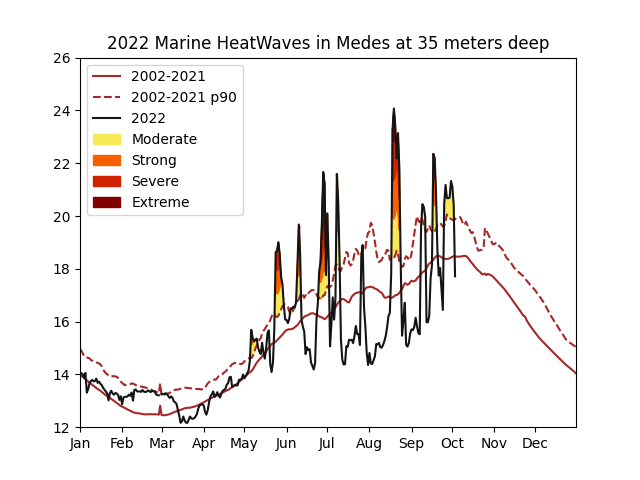 2022 Marine HeatWaves in Medes at 35 meters deep
26
24
22
20
18
16
14
12
2002-2021
2002-2021 p90
2022
Moderate
Strong
Severe
Extreme
Jan Feb Mar Apr May Jun Jul Aug Sep Oct Nov Dec